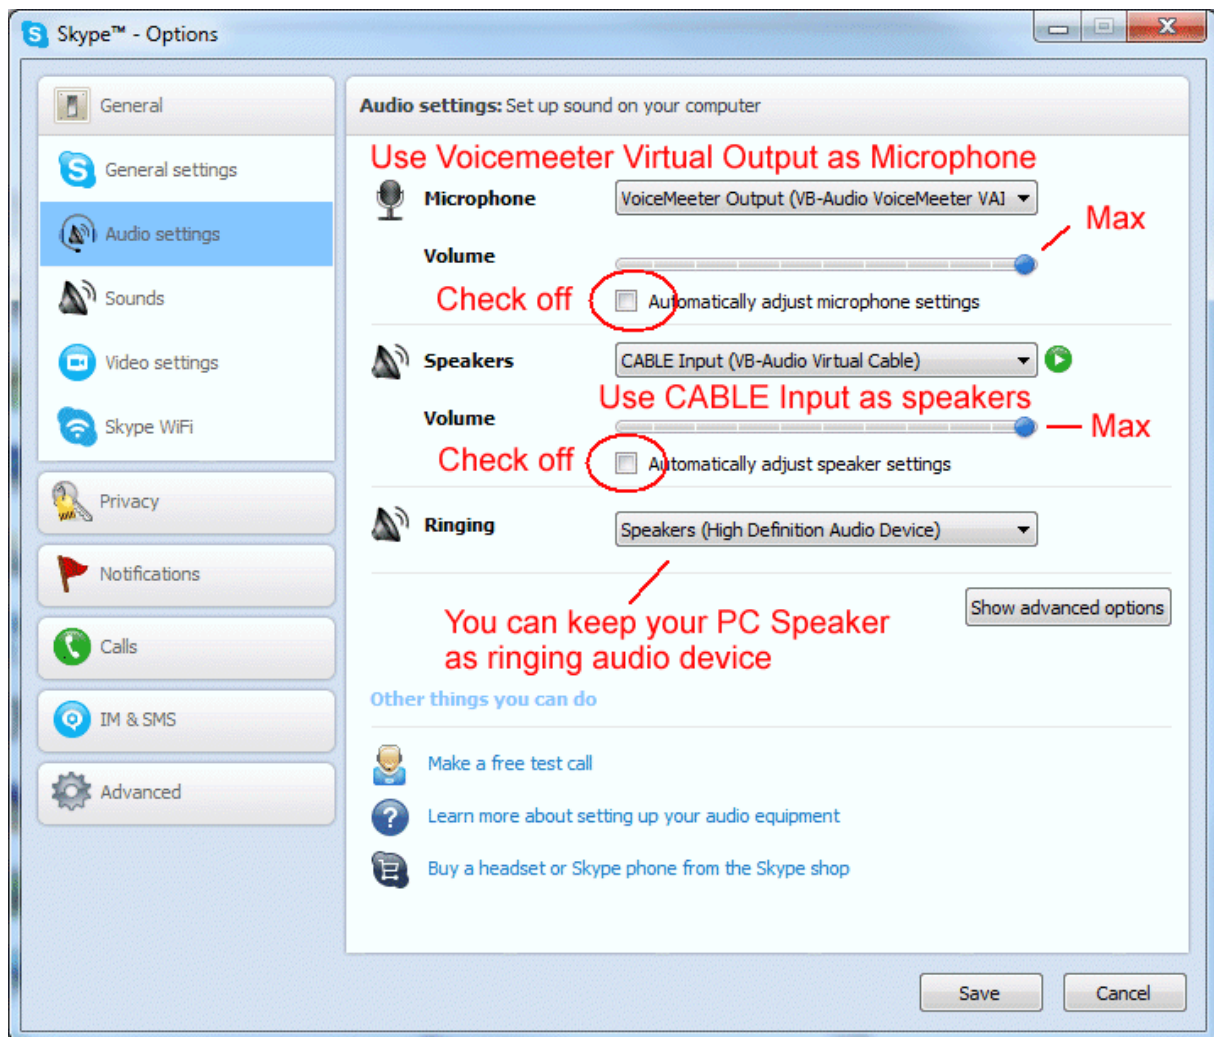 Skype™ - Options
General
Audio settings: Set up sound on your computer
Use Voicemeeter Virtual Output as Microphone
General settings
Microphone
VoiceMeeter Output (VB-Audio VoiceMeeter VAI
Max
Audio settings
Volume
Check off
Automatically adjust microphone settings
Sounds
Speakers
CABLE Input (VB-Audio Virtual Cable)
Video settings
Use CABLE Input as speakers
Volume
Max
Skype WiFi
Check off
Automatically adjust speaker settings
Privacy
Ringing
Speakers (High Definition Audio Device)
Notifications
Show advanced options
You can keep your PC Speaker
as ringing audio device
Calls
Other things you can do
IM & SMS
Make a free test call
Advanced
Learn more about setting up your audio equipment
Buy a headset or Skype phone from the Skype shop
Save
Cancel